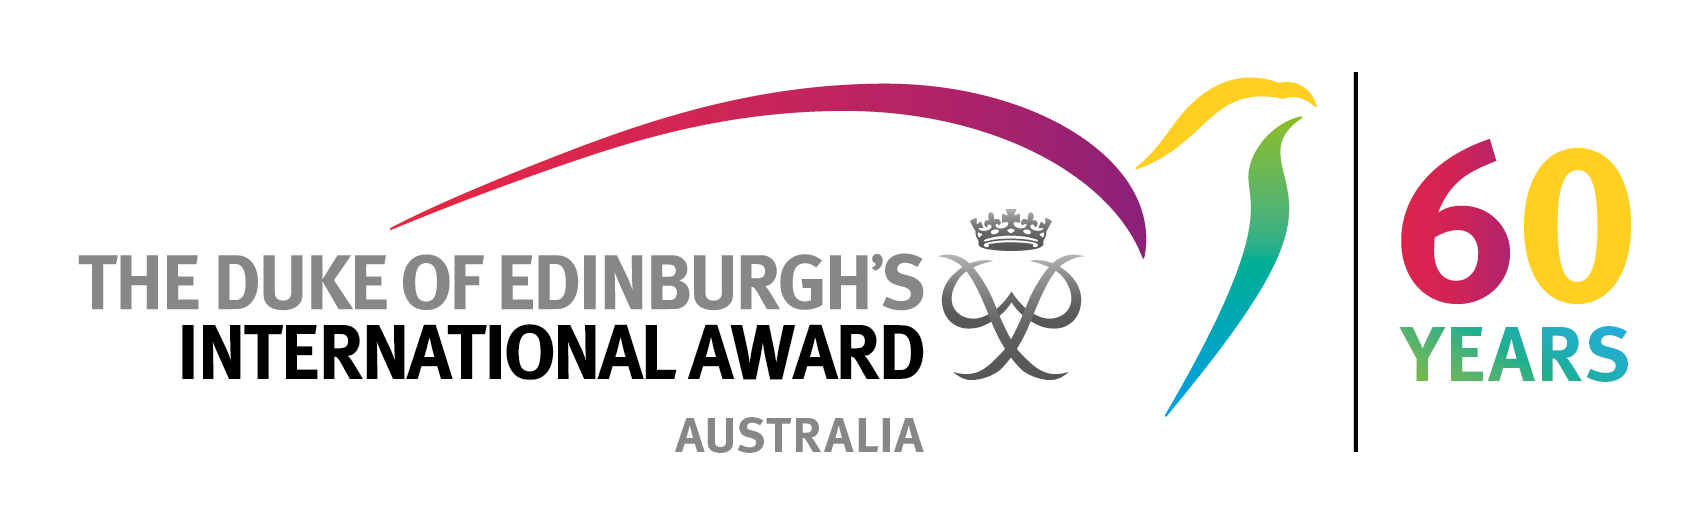 THE DUKE OF EDINBURGH’S
INTERNATIONAL AWARD
AUSTRALIA
60
YEARS